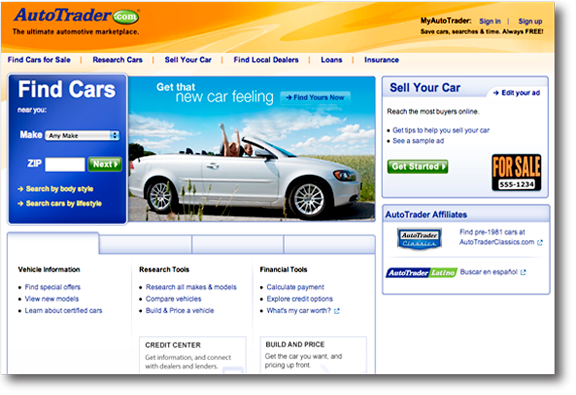 AutoTrader.com
The ultimate automotive marketplace.
MyAutoTrader: Sign in | Sign up
Save cars, searches & time. Always FREE!
Find Cars for Sale | Research Cars | Sell Your Car | Find Local Dealers | Loans | Insurance
Find Cars
near you:
Make Any Make
ZIP Next
Search by body style
Search cars by lifestyle
Get that
new car feeling
Find Yours Now
Sell Your Car
Edit your ad
Reach the most buyers online.
Get tips to help you sell your car
See a sample ad
Get Started
FOR SALE
555-1234
AutoTrader Affiliates
AutoTrader
Classics
Find pre-1981 cars at
AutoTraderClassics.com
AutoTrader Latino
Buscar en español
Vehicle Information
Find special offers
View new models
Learn about certified cars
Research Tools
Research all makes & models
Compare vehicles
Build & Price a vehicle
Financial Tools
Calculate payment
Explore credit options
What's my car worth?
CREDIT CENTER
Get information, and connect
with dealers and lenders.
BUILD AND PRICE
Get the car you want, and
pricing up front.